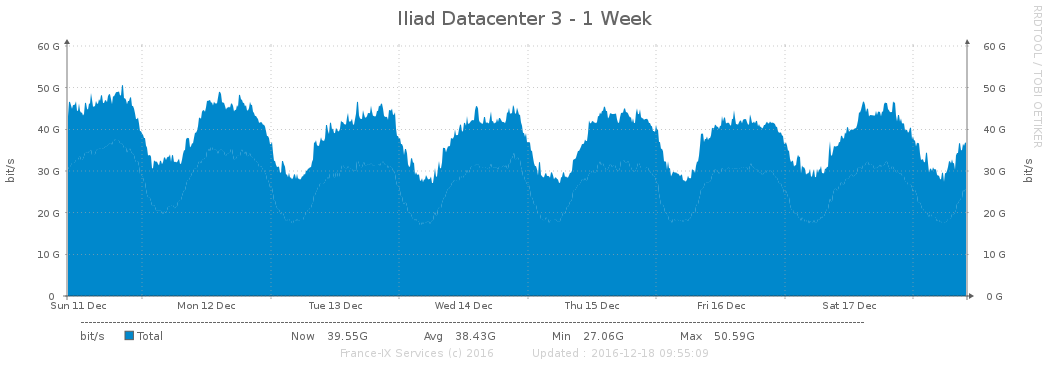 Iliad Datacenter 3 - 1 Week
RRDTOOL / TOBI OETIKER
60 G 60 G
50 G 50 G
40 G 40 G
30 G 30 G
20 G 20 G
10 G 10 G
0 0 G
bit/s bit/s
Sun 11 Dec Mon 12 Dec Tue 13 Dec Wed 14 Dec Thu 15 Dec Fri 16 Dec Sat 17 Dec
bit/s Total Now 39.55G Avg 38.43G Min 27.06G Max 50.59G
France-IX Services (c) 2016 Updated : 2016-12-18 09:55:09